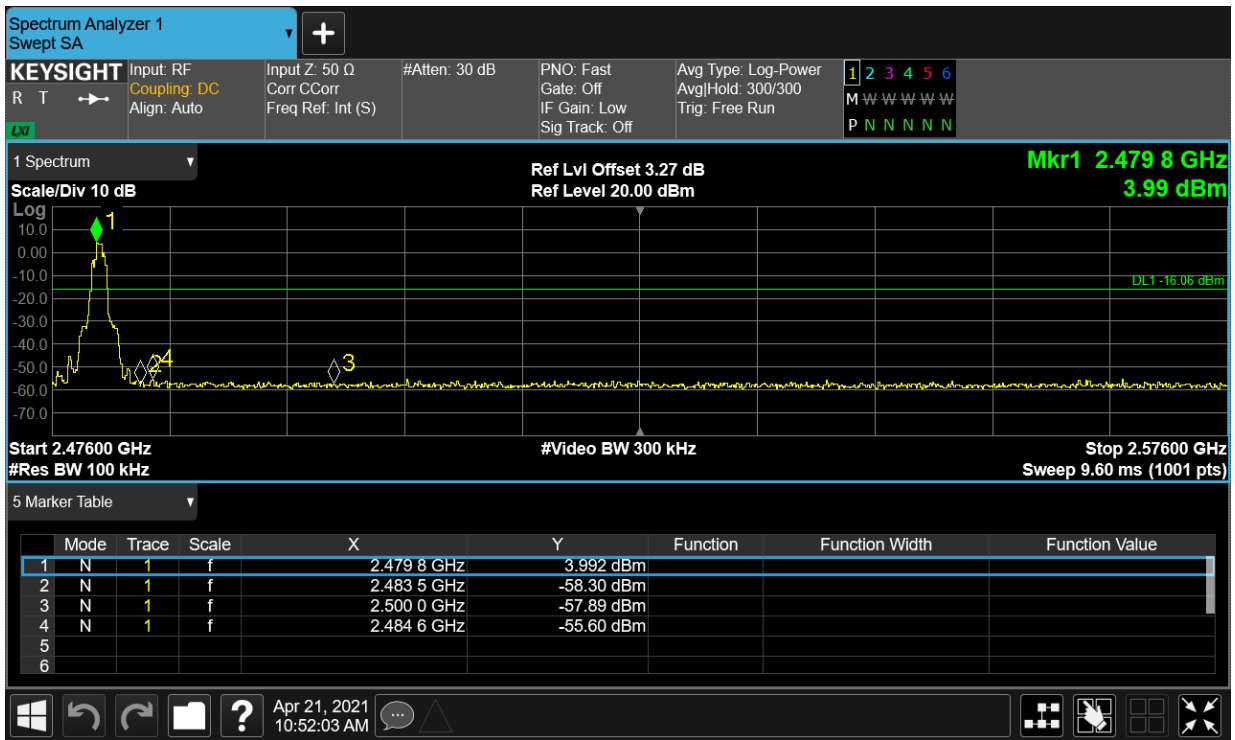 Spectrum Analyzer 1
Swept SA
+
KEYSIGHT
R T
LXI
Input: RF
Coupling: DC
Align: Auto
Input Z: 50 Ω
Corr CCorr
Freq Ref: Int (S)
#Atten: 30 dB
PNO: Fast
Gate: Off
IF Gain: Low
Sig Track: Off
Avg Type: Log-Power
Avg|Hold: 300/300
Trig: Free Run
1 2 3 4 5 6
M W W W W W
P N N N N N
1 Spectrum
Ref Lvl Offset 3.27 dB
Mkr1 2.479 8 GHz
Scale/Div 10 dB
Ref Level 20.00 dBm
3.99 dBm
Log
1
10.0
0.00
-10.0
DL1 -16.06 dBm
-20.0
-30.0
-40.0
2 4 3
-50.0
-60.0
-70.0
Start 2.47600 GHz #Video BW 300 kHz Stop 2.57600 GHz
#Res BW 100 kHz Sweep 9.60 ms (1001 pts)
5 Marker Table
Mode Trace Scale X Y Function Function Width Function Value
1 N 1 f 2.479 8 GHz 3.992 dBm
2 N 1 f 2.483 5 GHz -58.30 dBm
3 N 1 f 2.500 0 GHz -57.89 dBm
4 N 1 f 2.484 6 GHz -55.60 dBm
5
6
?
Apr 21, 2021
10:52:03 AM